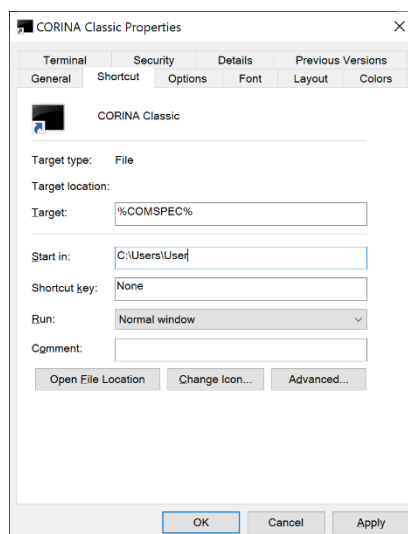 CORINA Classic Properties
Terminal Security Details Previous Versions
General Shortcut Options Font Layout Colors
CORINA Classic
Target type: File
Target location:
Target: %COMSPEC%
Start in: C:\Users\User
Shortcut key: None
Run: Normal window
Comment:
Open File Location Change Icon... Advanced...
OK Cancel Apply